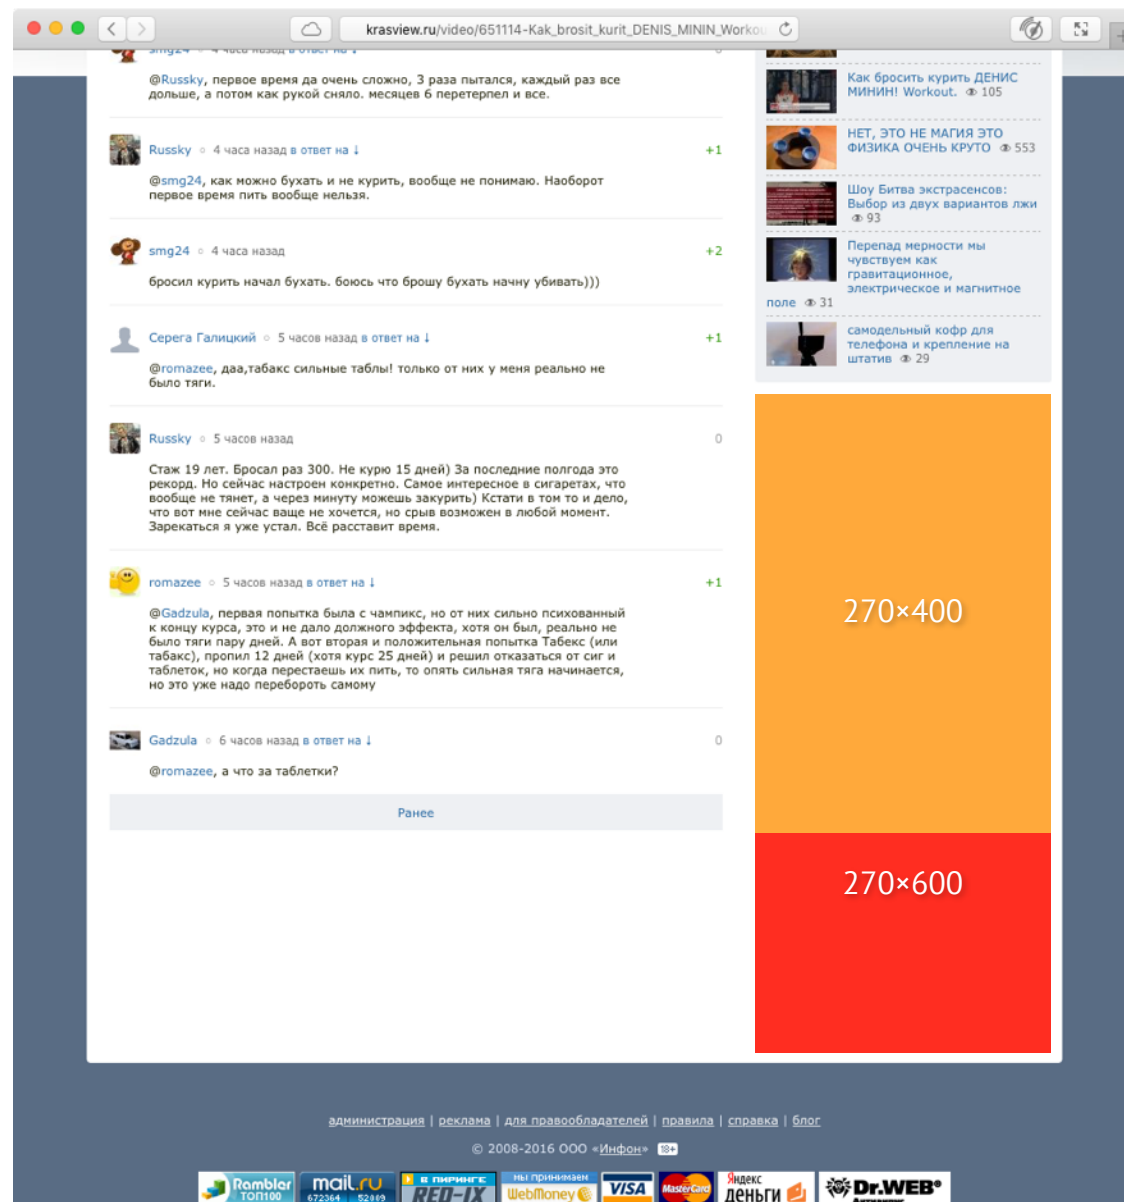 krasview.ru/video/651114-Kak_brosit_kurit_DENIS_MININ_Workou
smg24 ○ 4 часа назад в ответ на ↓ 0
@Russky, первое время да очень сложно, 3 раза пытался, каждый раз все
дольше, а потом как рукой сняло. месяцев 6 перетерпел и все.
Russky ○ 4 часа назад в ответ на ↓ +1
@smg24, как можно бухать и не курить, вообще не понимаю. Наоборот
первое время пить вообще нельзя.
smg24 ○ 4 часа назад +2
бросил курить начал бухать. боюсь что брошу бухать начну убивать)))
Серега Галицкий ○ 5 часов назад в ответ на ↓ +1
@romazee, даа,табакс сильные таблы! только от них у меня реально не
было тяги.
Russky ○ 5 часов назад 0
Стаж 19 лет. Бросал раз 300. Не курю 15 дней) За последние полгода это
рекорд. Но сейчас настроен конкретно. Самое интересное в сигаретах, что
вообще не тянет, а через минуту можешь закурить) Кстати в том то и дело,
что вот мне сейчас ваще не хочется, но срыв возможен в любой момент.
Зарекаться я уже устал. Всё расставит время.
romazee ○ 5 часов назад в ответ на ↓ +1
@Gadzula, первая попытка была с чампикс, но от них сильно психованный
к концу курса, это и не дало должного эффекта, хотя он был, реально не
было тяги пару дней. А вот вторая и положительная попытка Табекс (или
табакс), пропил 12 дней (хотя курс 25 дней) и решил отказаться от сиг и
таблеток, но когда перестаешь их пить, то опять сильная тяга начинается,
но это уже надо перебороть самому
Gadzula ○ 6 часов назад в ответ на ↓ 0
@romazee, а что за таблетки?
Ранее
Как бросить курить ДЕНИС
МИНИН! Workout. 105
НЕТ, ЭТО НЕ МАГИЯ ЭТО
ФИЗИКА ОЧЕНЬ КРУТО 553
Шоу Битва экстрасенсов:
Выбор из двух вариантов лжи
93
Перепад мерности мы
чувствуем как
гравитационное,
электрическое и магнитное
поле 31
самодельный кофр для
телефона и крепление на
штатив 29
270×400
270×600
администрация | реклама | для правообладателей | правила | справка | блог
© 2008-2016 ООО «Инфон» 18+
Rambler
ТОП100
mail.ru
672364 52009
В ПИРИНГЕ
RED-IX
МЫ ПРИНИМАЕМ
WebMoney
VISA
MasterCard
Яндекс
деньги
Dr.WEB®
Антивирус